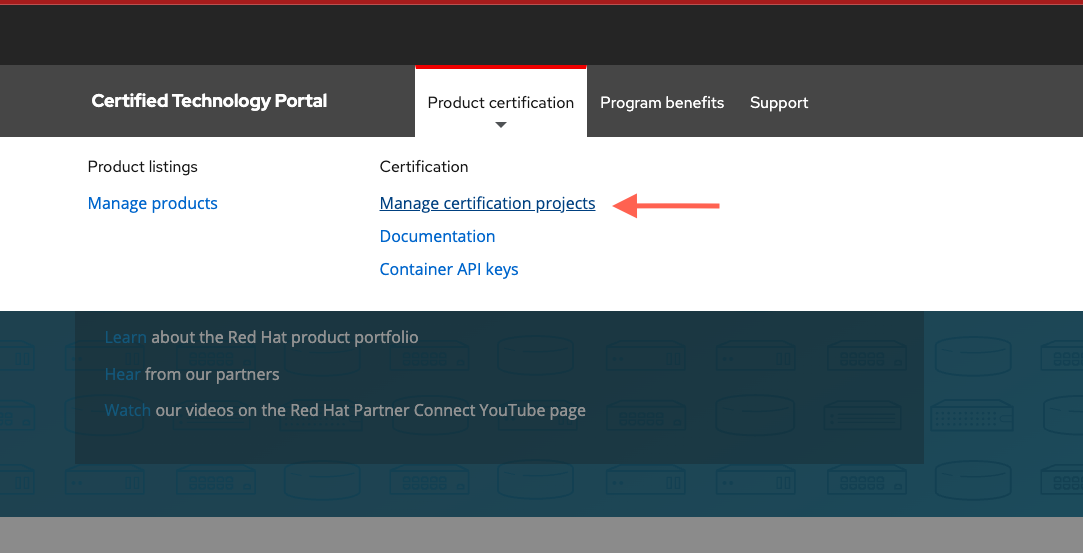 Certified Technology Portal
Product certification
Program benefits
Support
Product listings
Manage products
Certification
Manage certification projects
Documentation
Container API keys
Learn about the Red Hat product portfolio
Hear from our partners
Watch our videos on the Red Hat Partner Connect YouTube page